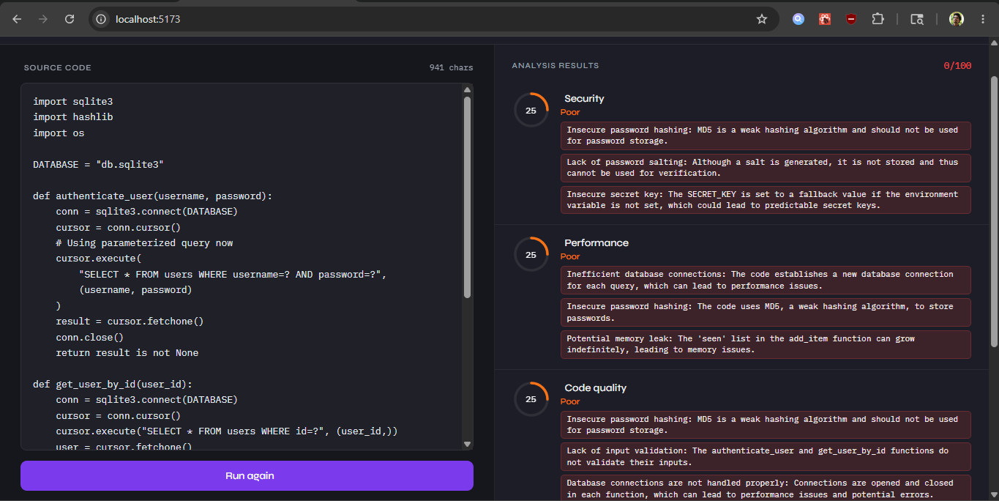 localhost:5173
SOURCE CODE
941 chars
import sqlite3
import hashlib
import os
DATABASE = "db.sqlite3"
def authenticate_user(username, password):
    conn = sqlite3.connect(DATABASE)
    cursor = conn.cursor()
    # Using parameterized query now
    cursor.execute(
        "SELECT * FROM users WHERE username=? AND password=?",
        (username, password)
    )
    result = cursor.fetchone()
    conn.close()
    return result is not None
def get_user_by_id(user_id):
    conn = sqlite3.connect(DATABASE)
    cursor = conn.cursor()
    cursor.execute("SELECT * FROM users WHERE id=?", (user_id,))
    user = cursor.fetchone()
Run again
ANALYSIS RESULTS
0/100
25
Security
Poor
Insecure password hashing: MD5 is a weak hashing algorithm and should not be used
for password storage.
Lack of password salting: Although a salt is generated, it is not stored and thus
cannot be used for verification.
Insecure secret key: The SECRET_KEY is set to a fallback value if the environment
variable is not set, which could lead to predictable secret keys.
25
Performance
Poor
Inefficient database connections: The code establishes a new database connection
for each query, which can lead to performance issues.
Insecure password hashing: The code uses MD5, a weak hashing algorithm, to store
passwords.
Potential memory leak: The 'seen' list in the add_item function can grow
indefinitely, leading to memory issues.
25
Code quality
Poor
Insecure password hashing: MD5 is a weak hashing algorithm and should not be used
for password storage.
Lack of input validation: The authenticate_user and get_user_by_id functions do
not validate their inputs.
Database connections are not handled properly: Connections are opened and closed
in each function, which can lead to performance issues and potential errors.